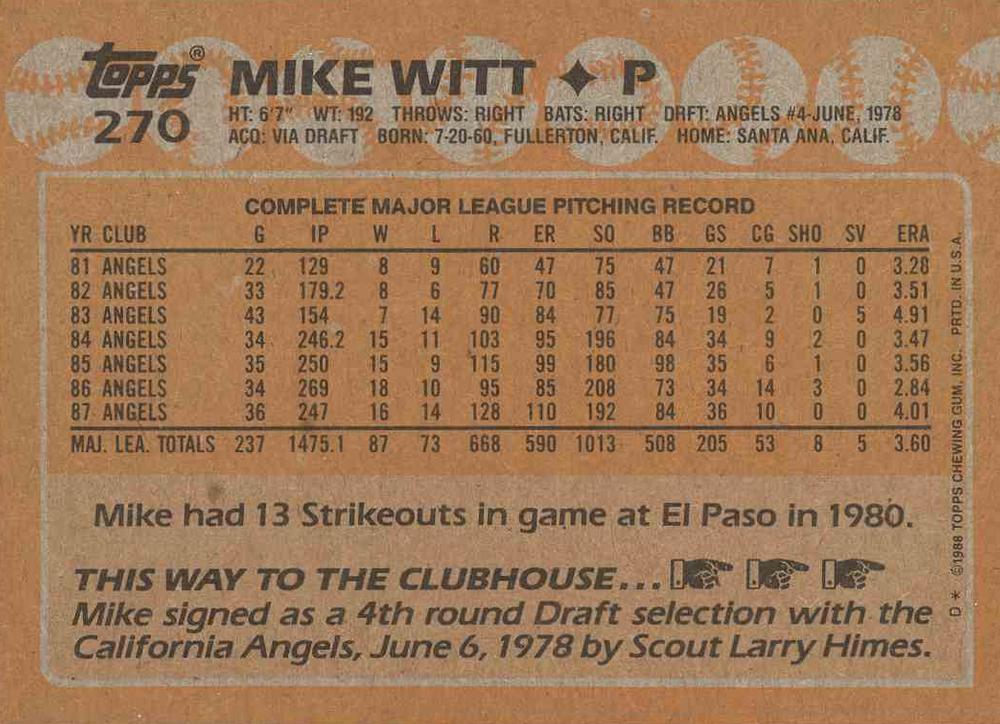 topps® MIKE WITT ✦ P
270 HT: 6'7" WT: 192 THROWS: RIGHT BATS: RIGHT DRFT: ANGELS #4-JUNE, 1978
ACQ: VIA DRAFT BORN: 7-20-60, FULLERTON, CALIF. HOME: SANTA ANA, CALIF.
COMPLETE MAJOR LEAGUE PITCHING RECORD
YR CLUB G IP W L R ER SO BB GS CG SHO SV ERA
81 ANGELS 22 129 8 9 60 47 75 47 21 7 1 0 3.28
82 ANGELS 33 179.2 8 6 77 70 85 47 26 5 1 0 3.51
83 ANGELS 43 154 7 14 90 84 77 75 19 2 0 5 4.91
84 ANGELS 34 246.2 15 11 103 95 196 84 34 9 2 0 3.47
85 ANGELS 35 250 15 9 115 99 180 98 35 6 1 0 3.56
86 ANGELS 34 269 18 10 95 85 208 73 34 14 3 0 2.84
87 ANGELS 36 247 16 14 128 110 192 84 36 10 0 0 4.01
MAJ. LEA. TOTALS 237 1475.1 87 73 668 590 1013 508 205 53 8 5 3.60
Mike had 13 Strikeouts in game at El Paso in 1980.
THIS WAY TO THE CLUBHOUSE...
Mike signed as a 4th round Draft selection with the
California Angels, June 6, 1978 by Scout Larry Himes.
D* ©1988 TOPPS CHEWING GUM, INC. PRTD. IN U.S.A.